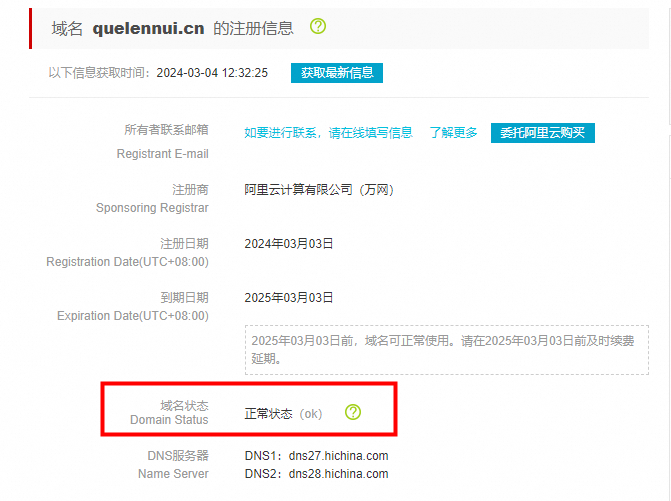 域名 quelennui.cn 的注册信息
以下信息获取时间：2024-03-04 12:32:25 获取最新信息
所有者联系邮箱 如要进行联系，请在线填写信息 了解更多 委托阿里云购买
Registrant E-mail
注册商 阿里云计算有限公司（万网）
Sponsoring Registrar
注册日期 2024年03月03日
Registration Date(UTC+08:00)
到期日期 2025年03月03日
Expiration Date(UTC+08:00)
2025年03月03日前，域名可正常使用。请在2025年03月03日前及时续费
延期。
域名状态 正常状态（ok）
Domain Status
DNS服务器 DNS1：dns27.hichina.com
Name Server DNS2：dns28.hichina.com